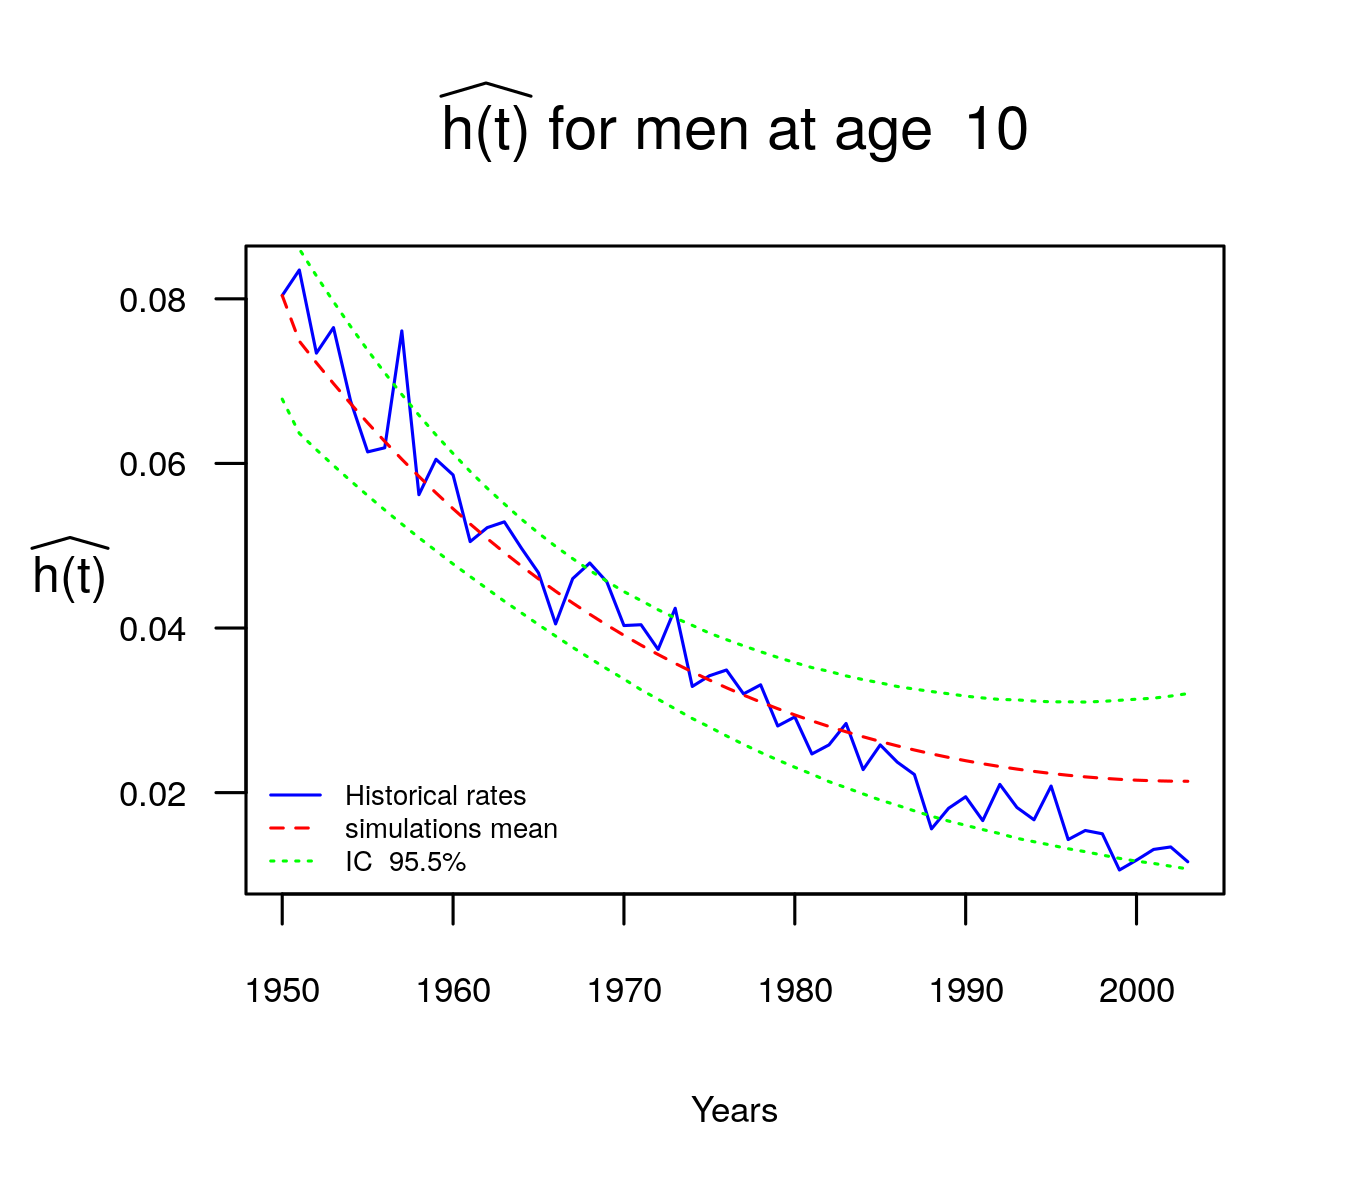 h(t) for men at age 10
0.08
0.06
h(t)
0.04
0.02
Historical rates
simulations mean
IC 95.5%
1950 1960 1970 1980 1990 2000
Years